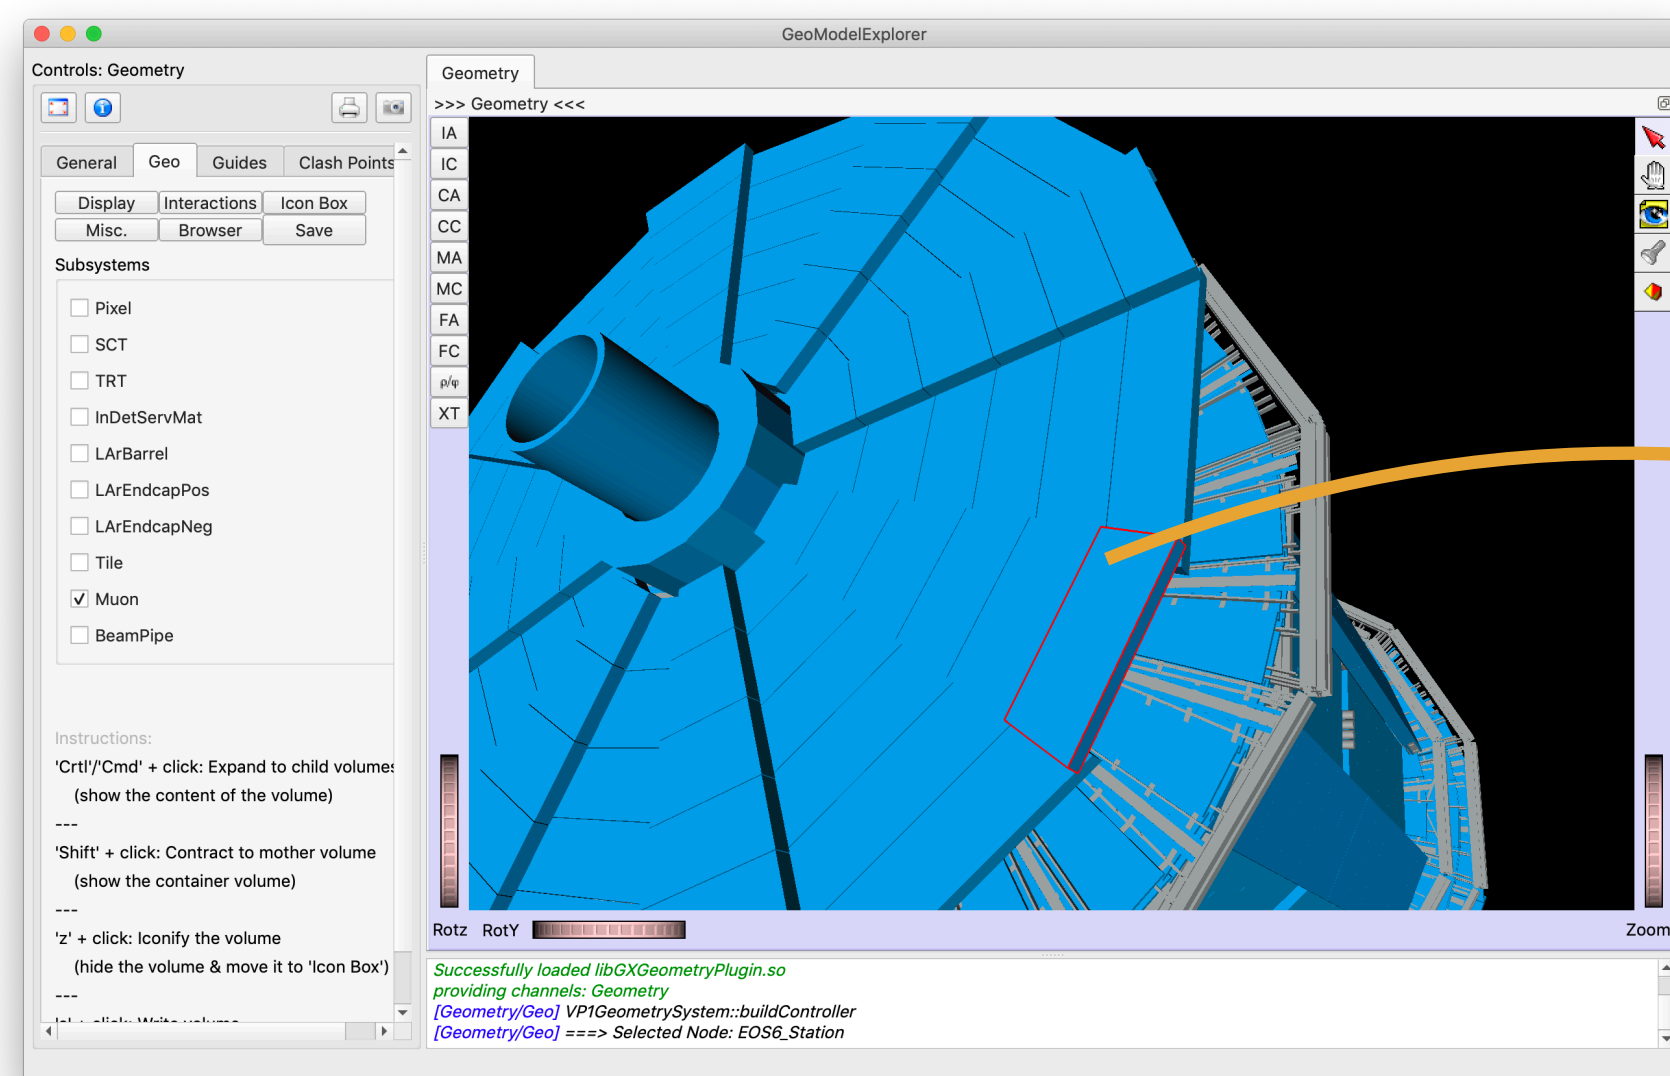 GeoModelExplorer
Controls: Geometry
General
Geo
Guides
Clash Points
Display
Interactions
Icon Box
Misc.
Browser
Save
Subsystems
Pixel
SCT
TRT
InDetServMat
LArBarrel
LArEndcapPos
LArEndcapNeg
Tile
Muon
BeamPipe
Instructions:
'Crtl'/'Cmd' + click: Expand to child volumes
(show the content of the volume)
---
'Shift' + click: Contract to mother volume
(show the container volume)
---
'z' + click: Iconify the volume
(hide the volume & move it to 'Icon Box')
---
Geometry
>>> Geometry <<<
IA
IC
CA
CC
MA
MC
FA
FC
ρ/φ
XT
Rotz RotY
Zoom
Successfully loaded libGXGeometryPlugin.so
providing channels: Geometry
[Geometry/Geo] VP1GeometrySystem::buildController
[Geometry/Geo] ===> Selected Node: EOS6_Station